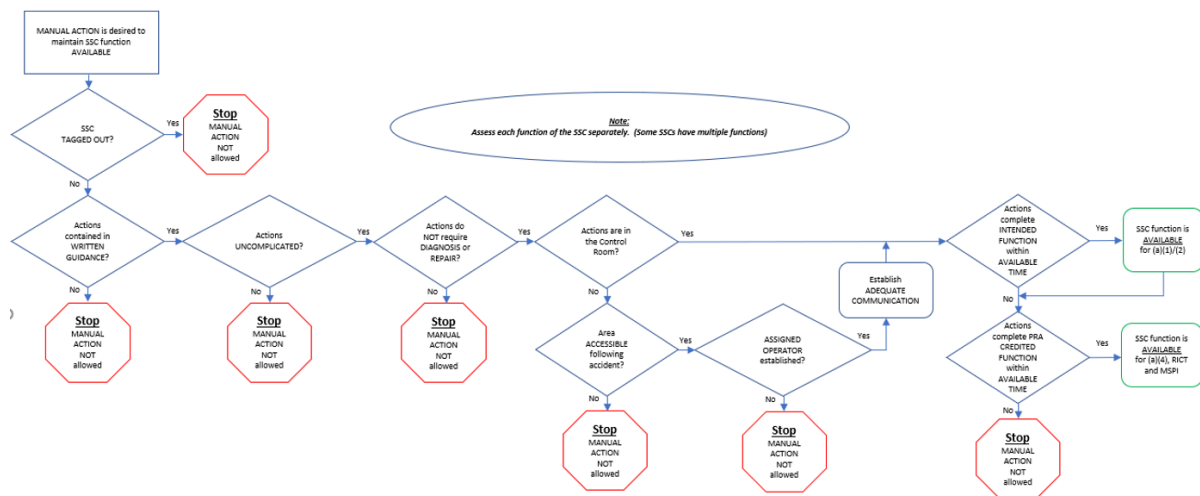 MANUAL ACTION is desired to
maintain SSC function
AVAILABLE
SSC
TAGGED OUT?
Yes
Stop
MANUAL
ACTION
NOT
allowed
Note:
Assess each function of the SSC separately. (Some SSCs have multiple functions)
No
Actions
contained in
WRITTEN
GUIDANCE?
Yes
No
Stop
MANUAL
ACTION
NOT
allowed
Actions
UNCOMPLICATED?
Yes
No
Stop
MANUAL
ACTION
NOT
allowed
Actions do
NOT require
DIAGNOSIS or
REPAIR?
Yes
No
Stop
MANUAL
ACTION
NOT
allowed
Actions are in
the Control
Room?
Yes
No
Area
ACCESSIBLE
following
accident?
Yes
No
Stop
MANUAL
ACTION
NOT
allowed
ASSIGNED
OPERATOR
established?
Yes
No
Stop
MANUAL
ACTION
NOT
allowed
Establish
ADEQUATE
COMMUNICATION
Actions
complete
INTENDED
FUNCTION
within
AVAILABLE
TIME
Yes
SSC function is
AVAILABLE
for (a)(1)/(2)
No
Actions
complete PRA
CREDITED
FUNCTION
within
AVAILABLE
TIME
Yes
SSC function is
AVAILABLE
for (a)(4), RICT
and MSPI
No
Stop
MANUAL
ACTION
NOT
allowed